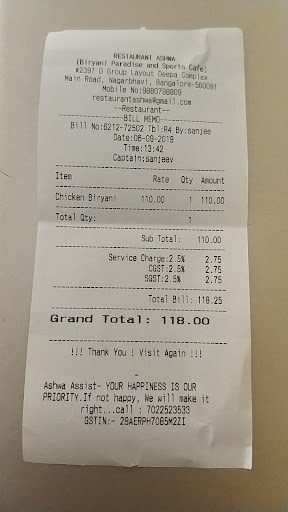 RESTAURANT ASHWA
(Biryani Paradise and Sports Cafe)
#2397 D Group Layout Deepa Complex
Main Road, Nagarbhavi, Bangalore-560091
Mobile No:9880798809
restaurantashwa@gmail.com
--Restaurant--
BILL MEMO
Bill No:6212-72502 Tbl:R4 By:sanjee
Date:06-09-2019
Time:13:42
Captain:sanjeev
Item Rate Qty Amount
Chicken Biryani 110.00 1 110.00
Total Qty: 1
Sub Total: 110.00
Service Charge:2.5% 2.75
CGST:2.5% 2.75
SGST:2.5% 2.75
Total Bill: 118.25
Grand Total: 118.00
!!! Thank You ! Visit Again !!!
Ashwa Assist- YOUR HAPPINESS IS OUR
PRIORITY.If not happy, We will make it
right...call : 7022523533
GSTIN:- 29AERPH7085M2ZI